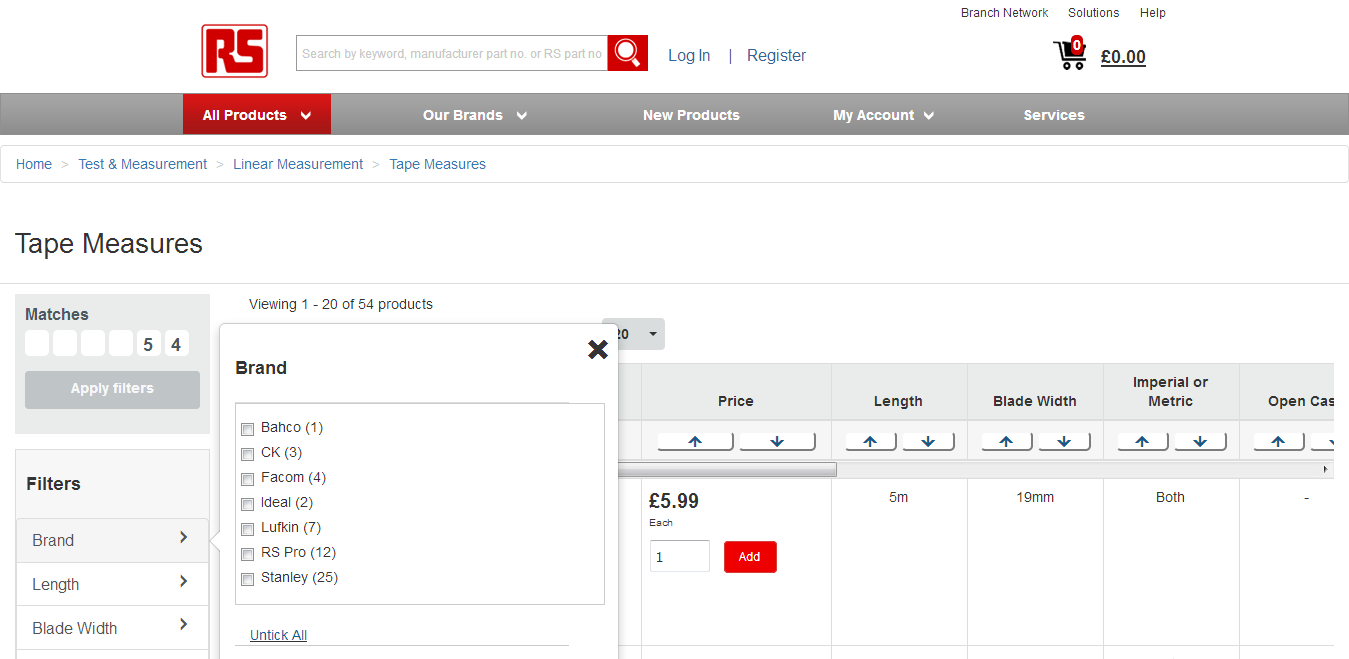 Branch Network Solutions Help
RS
Search by keyword, manufacturer part no. or RS part no
Log In | Register
0
£0.00
All Products Our Brands New Products My Account Services
Home > Test & Measurement > Linear Measurement > Tape Measures
Tape Measures
Matches
5 4
Apply filters
Filters
Brand
Length
Blade Width
Viewing 1 - 20 of 54 products
20
Brand
Bahco (1)
CK (3)
Facom (4)
Ideal (2)
Lufkin (7)
RS Pro (12)
Stanley (25)
Untick All
Price Length Blade Width Imperial or
Metric
Open Cas
£5.99 5m 19mm Both -
Each
1 Add